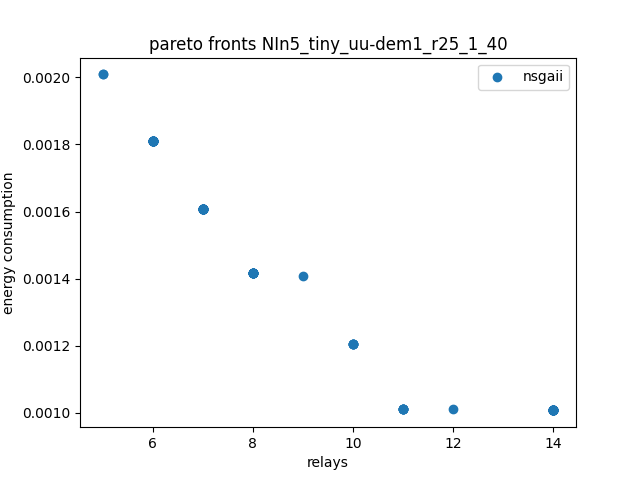 pareto fronts NIn5_tiny_uu-dem1_r25_1_40
nsgaii
energy consumption
0.0020
0.0018
0.0016
0.0014
0.0012
0.0010
6
8
10
12
14
relays